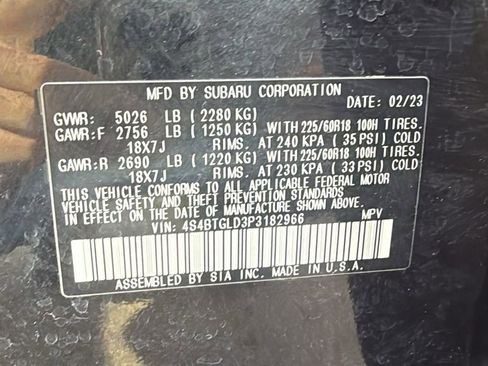 MFD BY SUBARU CORPORATION
DATE: 02/23
GVWR: 5026 LB ( 2280 KG)
GAWR:F 2756 LB ( 1250 KG) WITH 225/60R18 100H TIRES.
18X7J RIMS. AT 240 KPA ( 35 PSI) COLD
GAWR:R 2690 LB ( 1220 KG) WITH 225/60R18 100H TIRES.
18X7J RIMS. AT 230 KPA ( 33 PSI) COLD
THIS VEHICLE CONFORMS TO ALL APPLICABLE FEDERAL MOTOR
VEHICLE SAFETY AND THEFT PREVENTION STANDARDS
IN EFFECT ON THE DATE OF MANUFACTURE SHOWN ABOVE.
VIN: 4S4BTGLD3P3182966 MPV
ASSEMBLED BY SIA INC. MADE IN U.S.A.